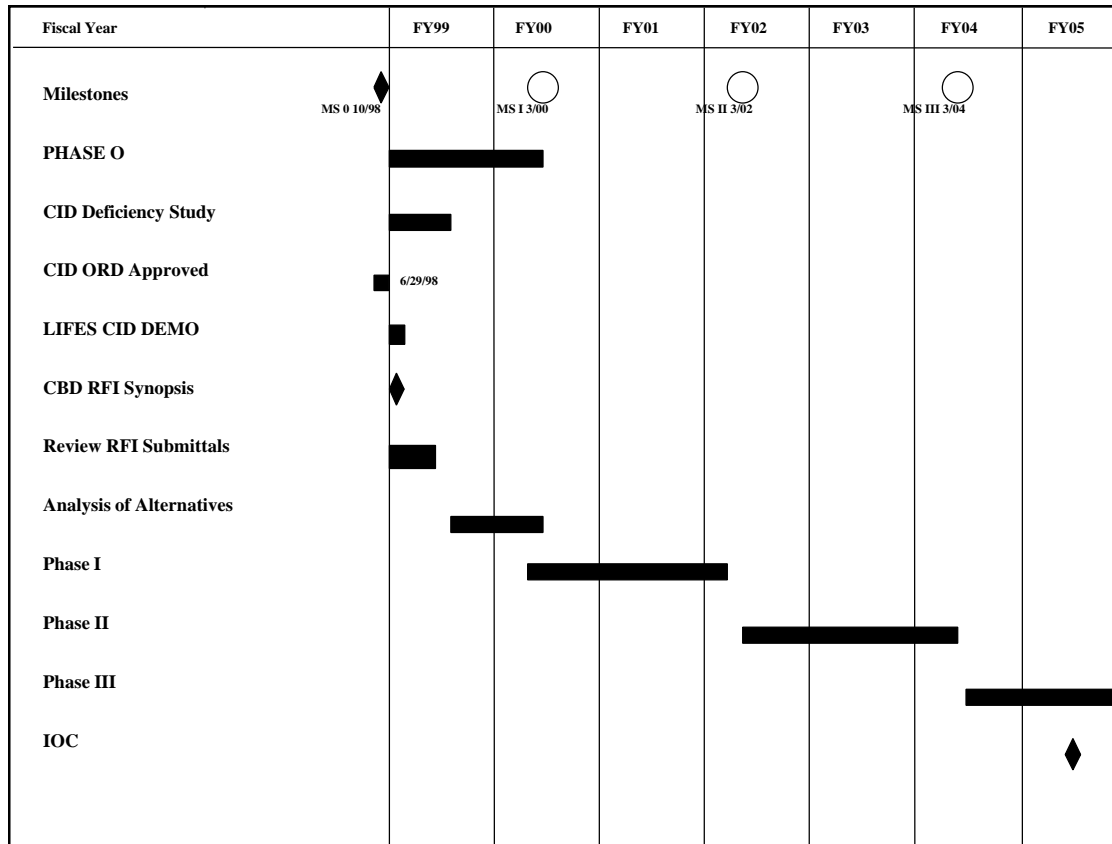 Fiscal Year FY99 FY00 FY01 FY02 FY03 FY04 FY05
Milestones
MS 0 10/98 MS I 3/00 MS II 3/02 MS III 3/04
PHASE O
CID Deficiency Study
CID ORD Approved 6/29/98
LIFES CID DEMO
CBD RFI Synopsis
Review RFI Submittals
Analysis of Alternatives
Phase I
Phase II
Phase III
IOC